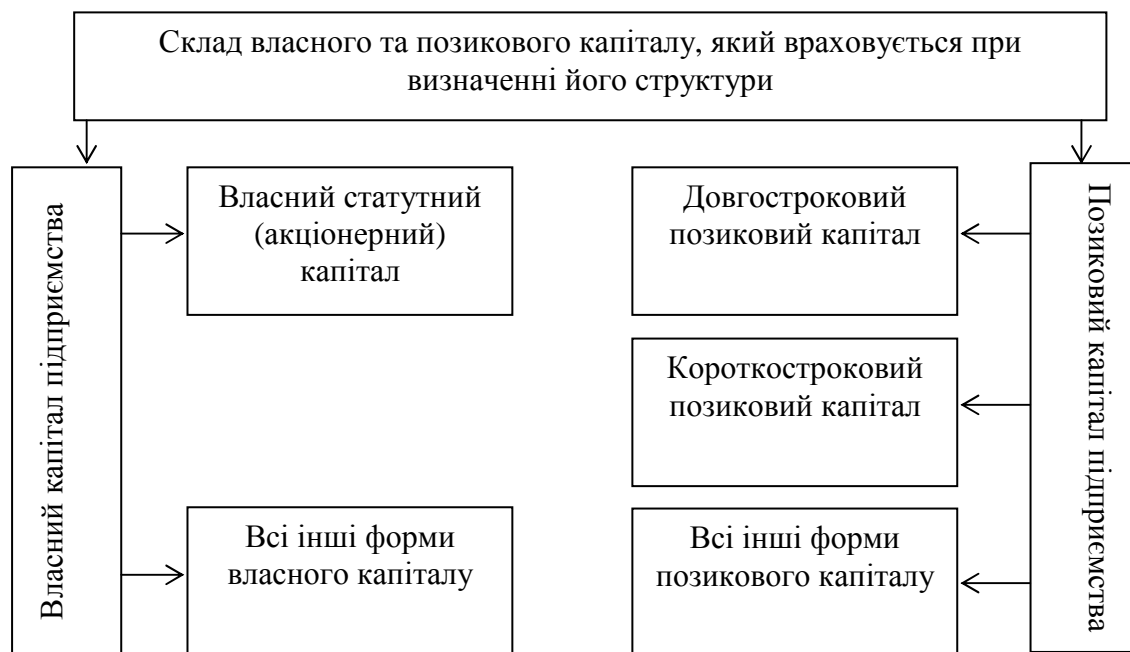 Склад власного та позикового капіталу, який враховується при
визначенні його структури
Власний капітал підприємства
Власний статутний
(акціонерний)
капітал
Всі інші форми
власного капіталу
Довгостроковий
позиковий капітал
Короткостроковий
позиковий капітал
Всі інші форми
позикового капіталу
Позиковий капітал підприємства